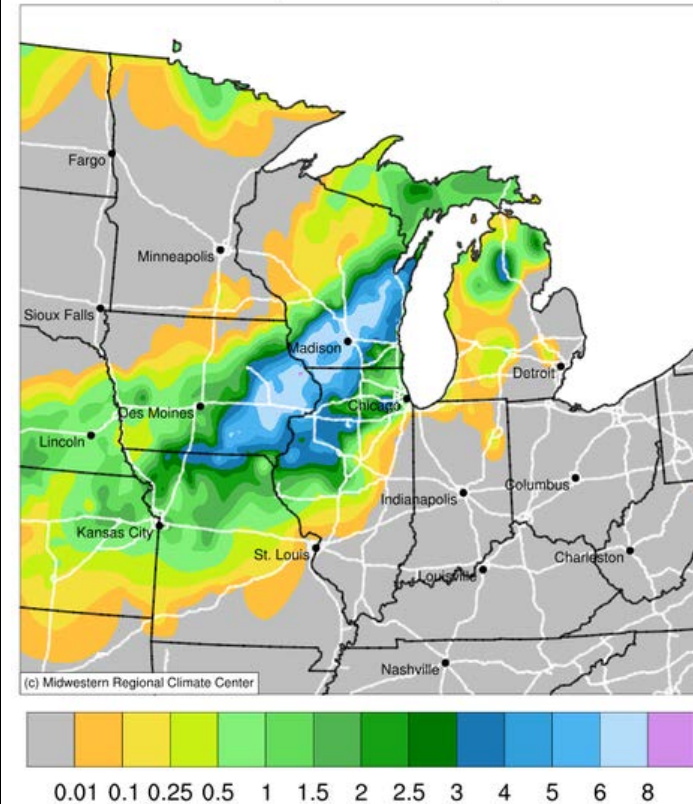 Fargo
Minneapolis
Sioux Falls
Madison
Detroit
Des Moines
Chicago
Lincoln
Columbus
Indianapolis
Kansas City
St. Louis
Charleston
Louisville
Nashville
(c) Midwestern Regional Climate Center
0.01 0.1 0.25 0.5 1 1.5 2 2.5 3 4 5 6 8